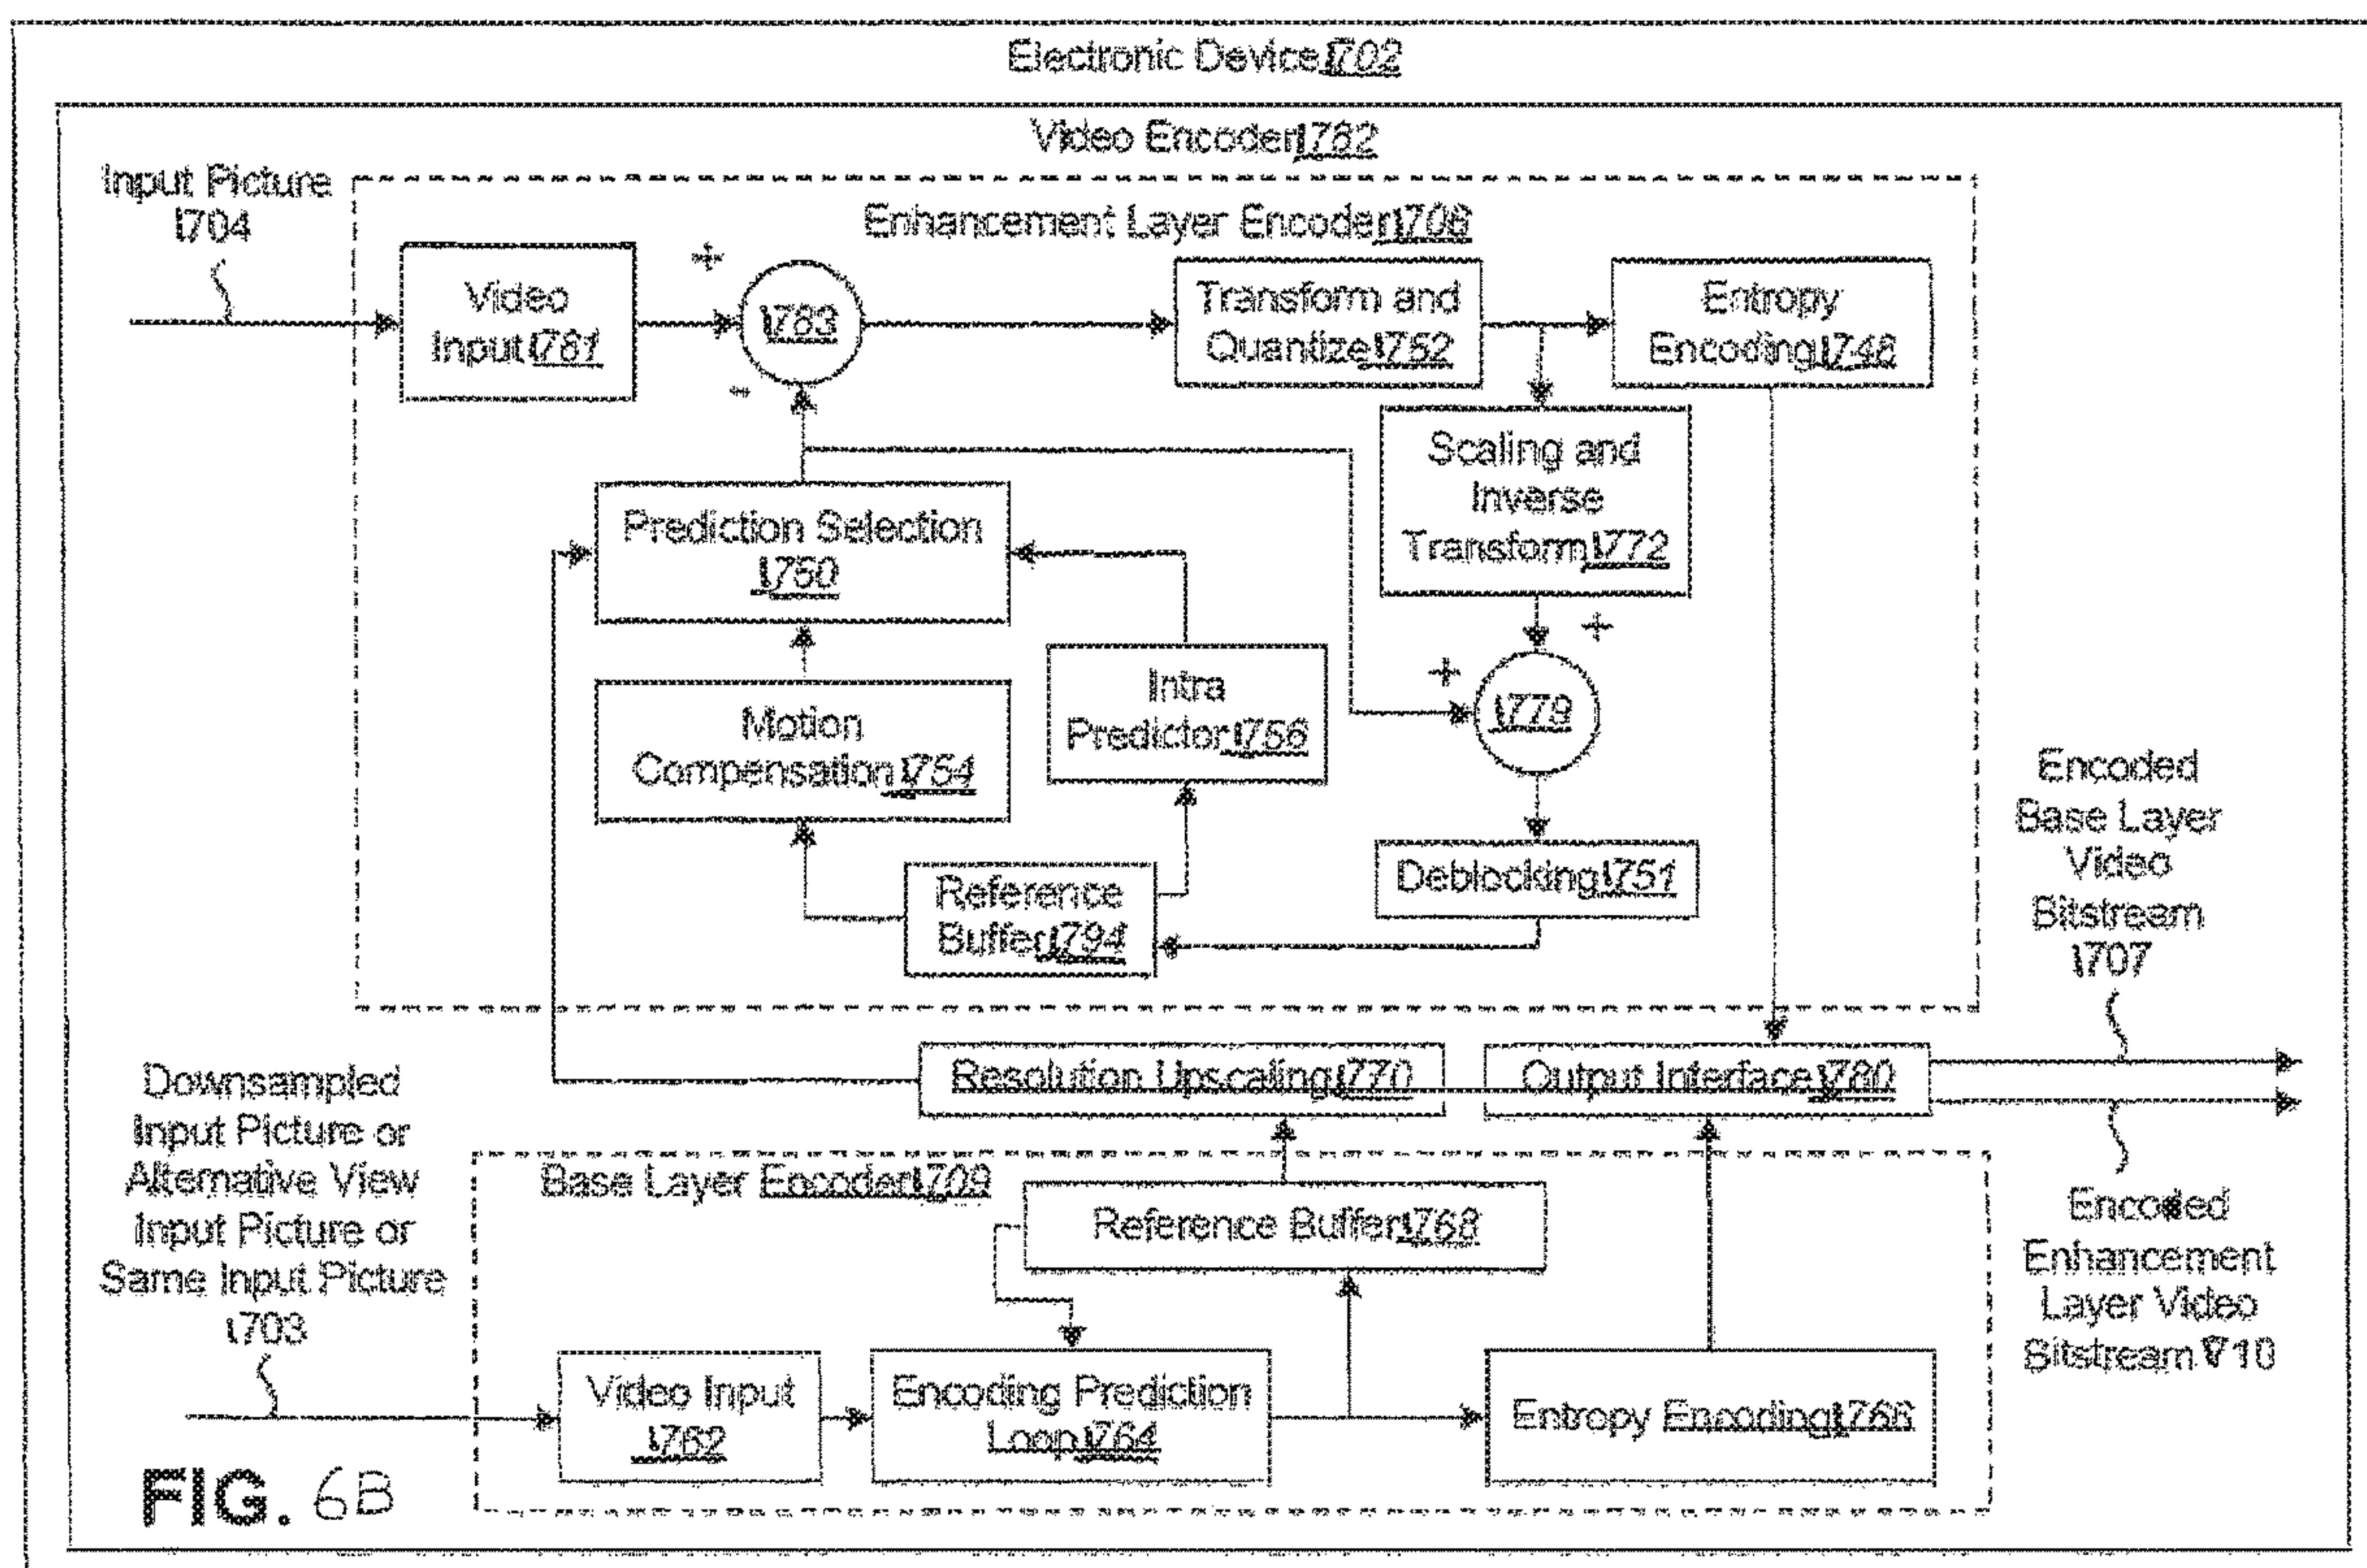 Electronic Device 1702
Video Encoder 1782
Input Picture
1704
Enhancement Layer Encoder 1706
Video
Input 1781
+
1783
-
Transform and
Quantize 1752
Entropy
Encoding 1748
Scaling and
Inverse
Transform 1772
Prediction Selection
1750
+
+
1779
Motion
Compensation 1754
Intra
Predictor 1756
Reference
Buffer 1794
Deblocking 1751
Encoded
Base Layer
Video
Bitstream
1707
Resolution Upscaling 1770
Output Interface 1780
Downsampled
Input Picture or
Alternative View
Input Picture or
Same Input Picture
1703
Base Layer Encoder 1709
Reference Buffer 1768
Encoded
Enhancement
Layer Video
Bitstream 1710
Video Input
1762
Encoding Prediction
Loop 1764
Entropy Encoding 1766
FIG. 6B